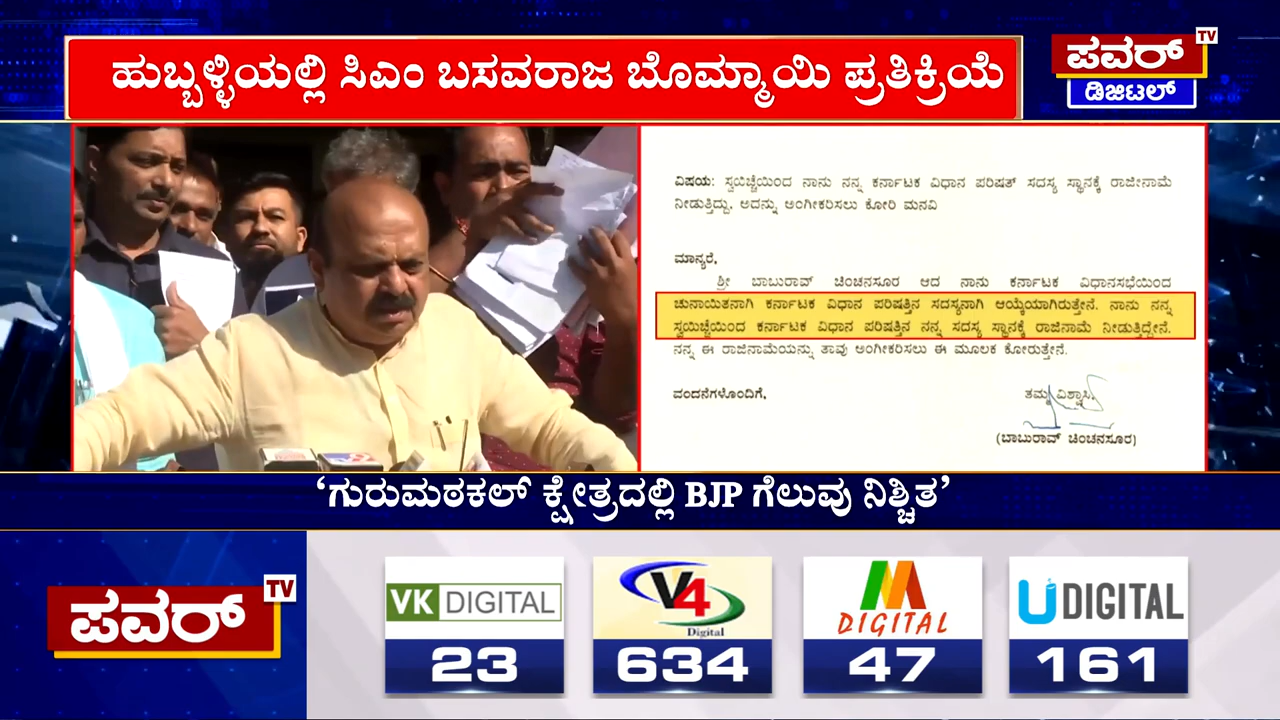 ಹುಬ್ಬಳ್ಳಿಯಲ್ಲಿ ಸಿಎಂ ಬಸವರಾಜ ಬೊಮ್ಮಾಯಿ ಪ್ರತಿಕ್ರಿಯೆ
ಪವರ್ TV
ಡಿಜಿಟಲ್
ವಿಷಯ: ಸ್ವಯಿಚ್ಛೆಯಿಂದ ನಾನು ನನ್ನ ಕರ್ನಾಟಕ ವಿಧಾನ ಪರಿಷತ್ ಸದಸ್ಯ ಸ್ಥಾನಕ್ಕೆ ರಾಜೀನಾಮೆ
ನೀಡುತ್ತಿದ್ದು, ಅದನ್ನು ಅಂಗೀಕರಿಸಲು ಕೋರಿ ಮನವಿ
ಮಾನ್ಯರೆ,
ಶ್ರೀ ಬಾಬುರಾವ್ ಚಿಂಚನಸೂರ ಆದ ನಾನು ಕರ್ನಾಟಕ ವಿಧಾನಸಭೆಯಿಂದ
ಚುನಾಯಿತನಾಗಿ ಕರ್ನಾಟಕ ವಿಧಾನ ಪರಿಷತ್ತಿನ ಸದಸ್ಯನಾಗಿ ಆಯ್ಕೆಯಾಗಿರುತ್ತೇನೆ. ನಾನು ನನ್ನ
ಸ್ವಯಿಚ್ಛೆಯಿಂದ ಕರ್ನಾಟಕ ವಿಧಾನ ಪರಿಷತ್ತಿನ ನನ್ನ ಸದಸ್ಯ ಸ್ಥಾನಕ್ಕೆ ರಾಜಿನಾಮೆ ನೀಡುತ್ತಿದ್ದೇನೆ.
ನನ್ನ ಈ ರಾಜಿನಾಮೆಯನ್ನು ತಾವು ಅಂಗೀಕರಿಸಲು ಈ ಮೂಲಕ ಕೋರುತ್ತೇನೆ.
ವಂದನೆಗಳೊಂದಿಗೆ,
ತಮ್ಮ ವಿಶ್ವಾಸಿ,
(ಬಾಬುರಾವ್ ಚಿಂಚನಸೂರ)
‘ಗುರುಮಠಕಲ್ ಕ್ಷೇತ್ರದಲ್ಲಿ BJP ಗೆಲುವು ನಿಶ್ಚಿತ’
ಪವರ್ TV
VK DIGITAL
23
V4
Digital
634
M
DIGITAL
47
U DIGITAL
161